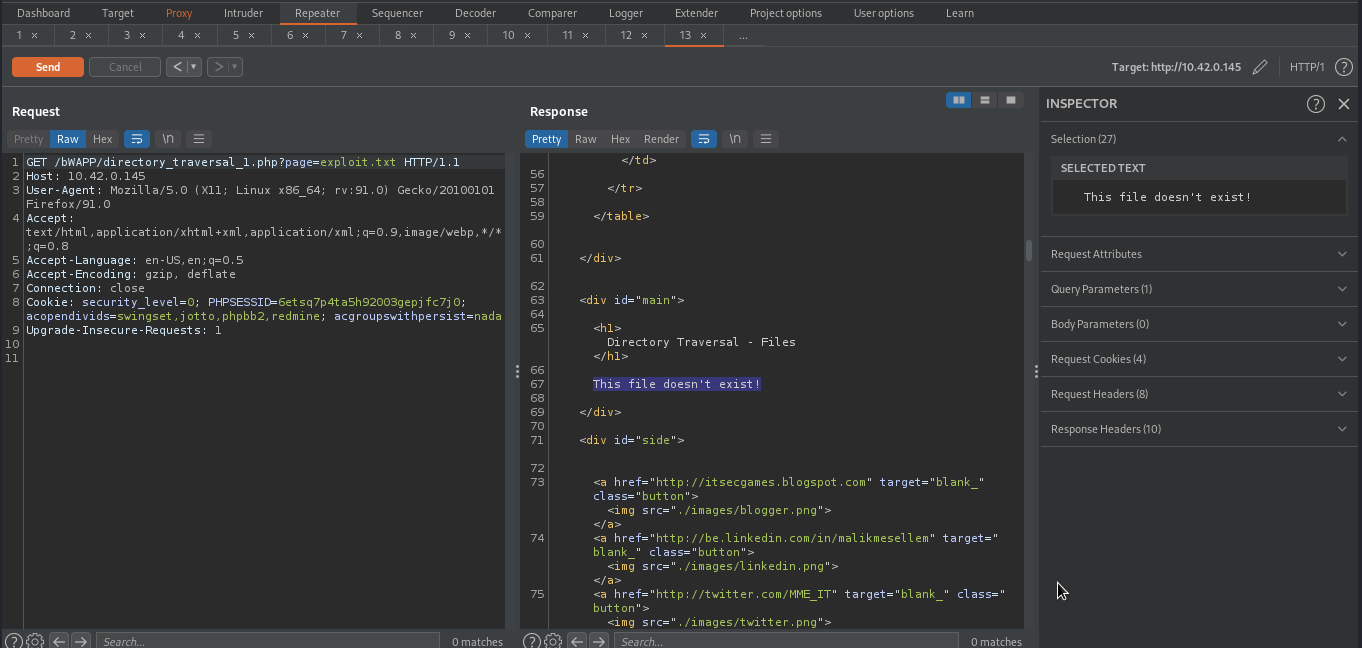 Dashboard Target Proxy Intruder Repeater Sequencer Decoder Comparer Logger Extender Project options User options Learn
1 × 2 × 3 × 4 × 5 × 6 × 7 × 8 × 9 × 10 × 11 × 12 × 13 × ...
Send Cancel < ▾ > ▾ Target: http://10.42.0.145 HTTP/1 ?
Request
Pretty Raw Hex \n
1 GET /bWAPP/directory_traversal_1.php?page=exploit.txt HTTP/1.1
2 Host: 10.42.0.145
3 User-Agent: Mozilla/5.0 (X11; Linux x86_64; rv:91.0) Gecko/20100101
Firefox/91.0
4 Accept:
text/html,application/xhtml+xml,application/xml;q=0.9,image/webp,*/*
;q=0.8
5 Accept-Language: en-US,en;q=0.5
6 Accept-Encoding: gzip, deflate
7 Connection: close
8 Cookie: security_level=0; PHPSESSID=6etsq7p4ta5h92003gepjfc7j0;
acopendivids=swingset,jotto,phpbb2,redmine; acgroupswithpersist=nada
9 Upgrade-Insecure-Requests: 1
10
11
? Search... 0 matches
Response
Pretty Raw Hex Render \n
</td>
56
57 </tr>
58
59 </table>
60
61 </div>
62
63 <div id="main">
64
65 <h1>
Directory Traversal - Files
</h1>
66
67 This file doesn't exist!
68
69 </div>
70
71 <div id="side">
72
73 <a href="http://itsecgames.blogspot.com" target="blank_"
class="button">
<img src="./images/blogger.png">
</a>
74 <a href="http://be.linkedin.com/in/malikmesellem" target="
blank_" class="button">
<img src="./images/linkedin.png">
</a>
75 <a href="http://twitter.com/MME_IT" target="blank_" class="
button">
<img src="./images/twitter.png">
? Search... 0 matches
INSPECTOR ? ×
Selection (27)
SELECTED TEXT
This file doesn't exist!
Request Attributes
Query Parameters (1)
Body Parameters (0)
Request Cookies (4)
Request Headers (8)
Response Headers (10)